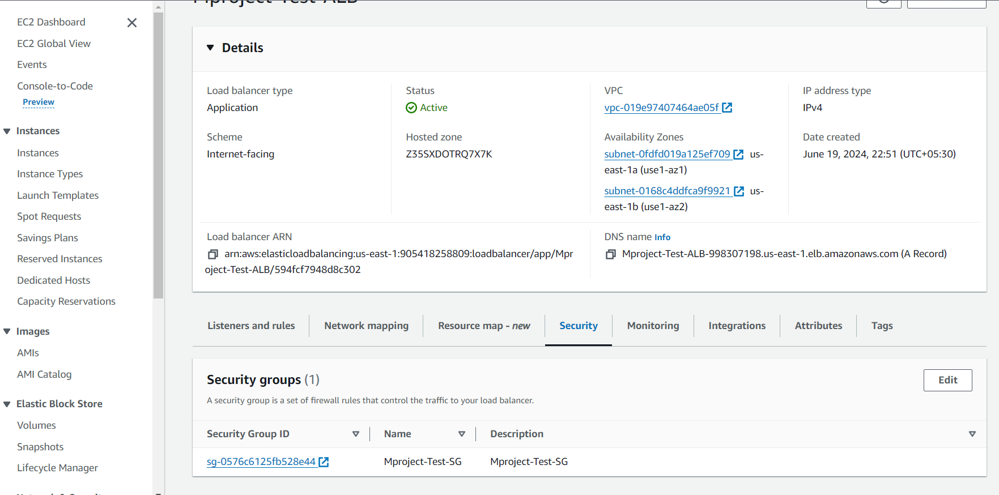 Mproject-Test-ALB
EC2 Dashboard
EC2 Global View
Events
Console-to-Code
Preview
Instances
Instances
Instance Types
Launch Templates
Spot Requests
Savings Plans
Reserved Instances
Dedicated Hosts
Capacity Reservations
Images
AMIs
AMI Catalog
Elastic Block Store
Volumes
Snapshots
Lifecycle Manager
Details
Load balancer type
Application
Status
Active
VPC
vpc-019e97407464ae05f
IP address type
IPv4
Scheme
Internet-facing
Hosted zone
Z35SXDOTRQ7X7K
Availability Zones
subnet-0fdfd019a125ef709 us-
east-1a (use1-az1)
subnet-0168c4ddfca9f9921 us-
east-1b (use1-az2)
Date created
June 19, 2024, 22:51 (UTC+05:30)
Load balancer ARN
arn:aws:elasticloadbalancing:us-east-1:905418258809:loadbalancer/app/Mpr
oject-Test-ALB/594fcf7948d8c302
DNS name Info
Mproject-Test-ALB-998307198.us-east-1.elb.amazonaws.com (A Record)
Listeners and rules Network mapping Resource map - new Security Monitoring Integrations Attributes Tags
Security groups (1)
Edit
A security group is a set of firewall rules that control the traffic to your load balancer.
Security Group ID Name Description
sg-0576c6125fb528e44 Mproject-Test-SG Mproject-Test-SG